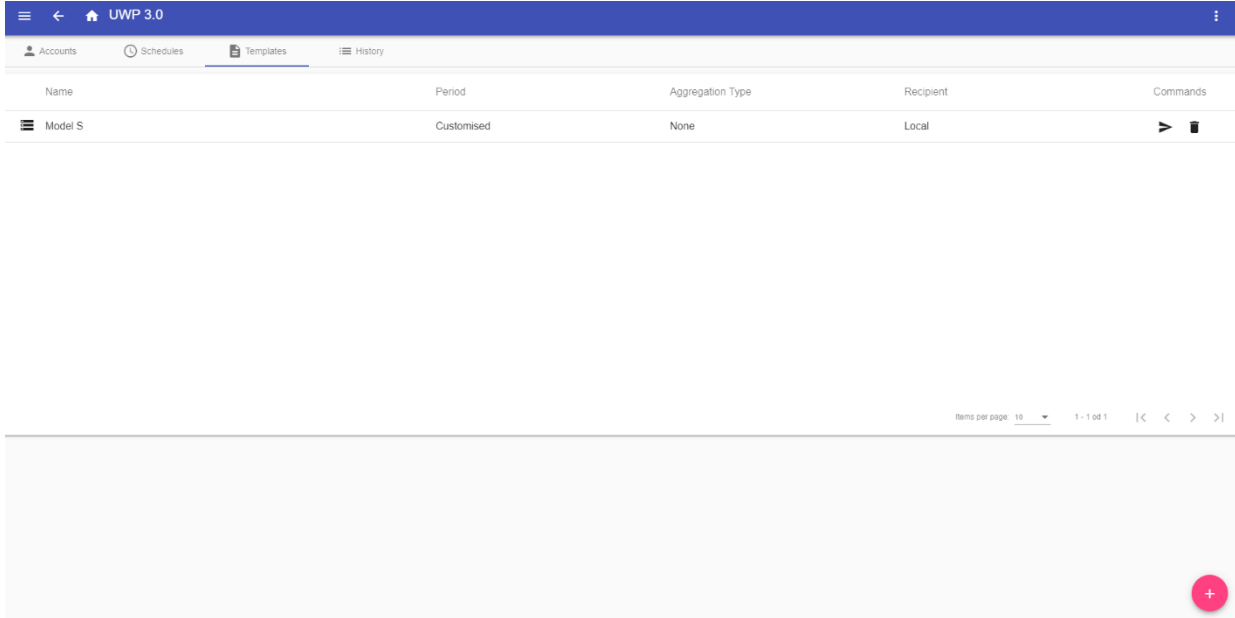 UWP 3.0
Accounts Schedules Templates History
Name Period Aggregation Type Recipient Commands
Model S Customised None Local
Items per page: 10 1 - 1 od 1